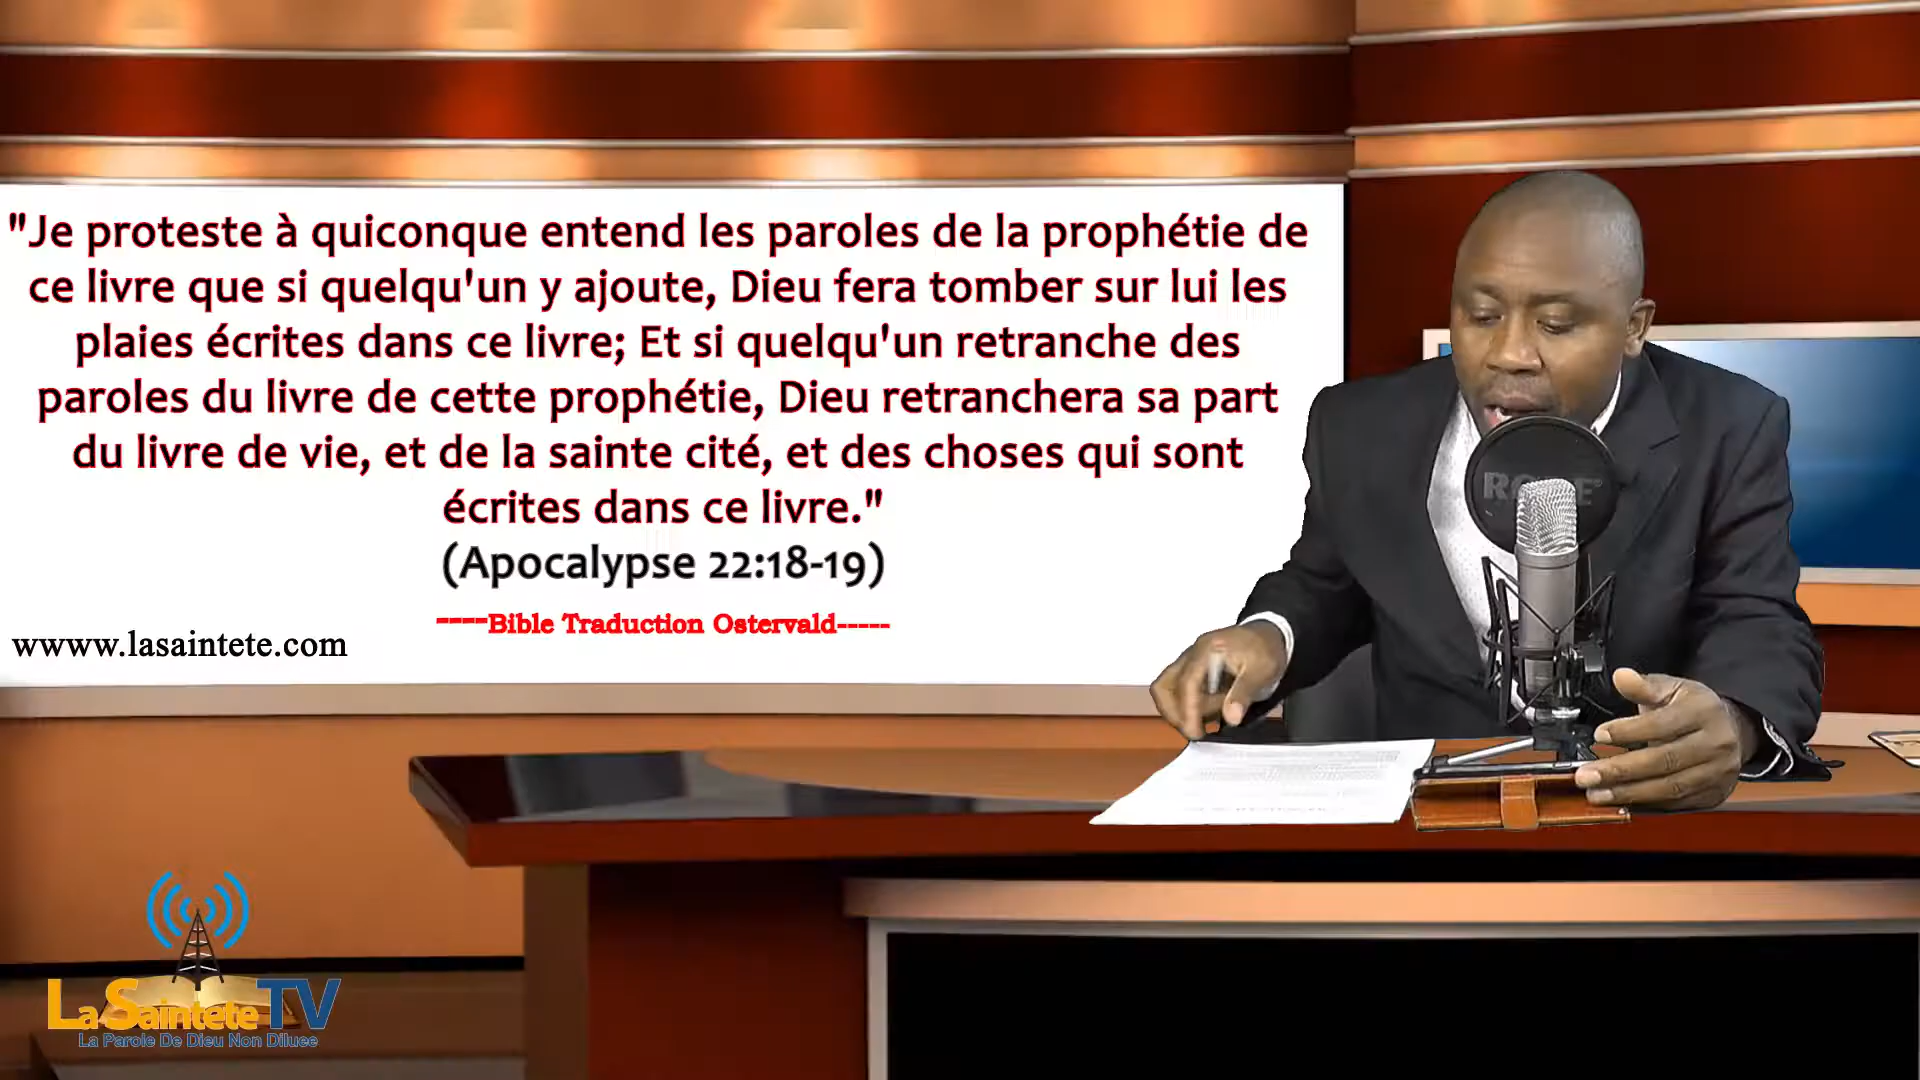 "Je proteste à quiconque entend les paroles de la prophétie de
ce livre que si quelqu'un y ajoute, Dieu fera tomber sur lui les
plaies écrites dans ce livre; Et si quelqu'un retranche des
paroles du livre de cette prophétie, Dieu retranchera sa part
du livre de vie, et de la sainte cité, et des choses qui sont
écrites dans ce livre."
(Apocalypse 22:18-19)
----Bible Traduction Ostervald-----
wwww.lasaintete.com
La Saintete TV
La Parole De Dieu Non Diluee